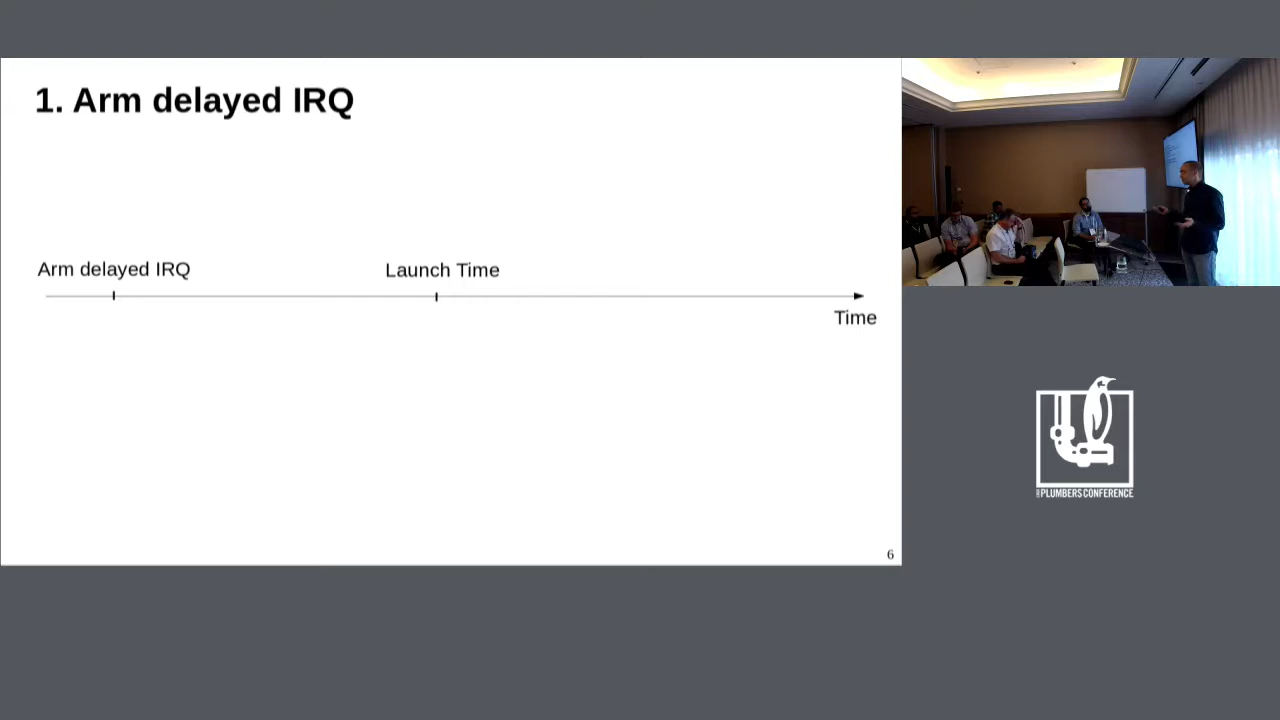 1. Arm delayed IRQ
Arm delayed IRQ
Launch Time
Time
6
PLUMBERS CONFERENCE